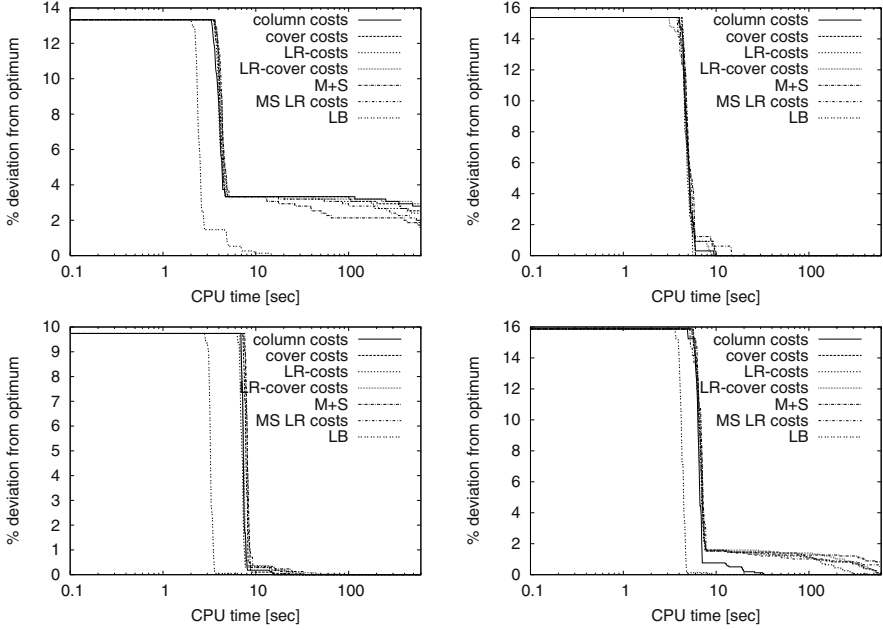 16
14
12
10
8
6
4
2
0
% deviation from optimum
0.1 1 10 100
CPU time [sec]
column costs
cover costs
LR-costs
LR-cover costs
M+S
MS LR costs
LB
16
14
12
10
8
6
4
2
0
% deviation from optimum
0.1 1 10 100
CPU time [sec]
column costs
cover costs
LR-costs
LR-cover costs
M+S
MS LR costs
LB
10
9
8
7
6
5
4
3
2
1
0
% deviation from optimum
0.1 1 10 100
CPU time [sec]
column costs
cover costs
LR-costs
LR-cover costs
M+S
MS LR costs
LB
16
14
12
10
8
6
4
2
0
% deviation from optimum
0.1 1 10 100
CPU time [sec]
column costs
cover costs
LR-costs
LR-cover costs
M+S
MS LR costs
LB